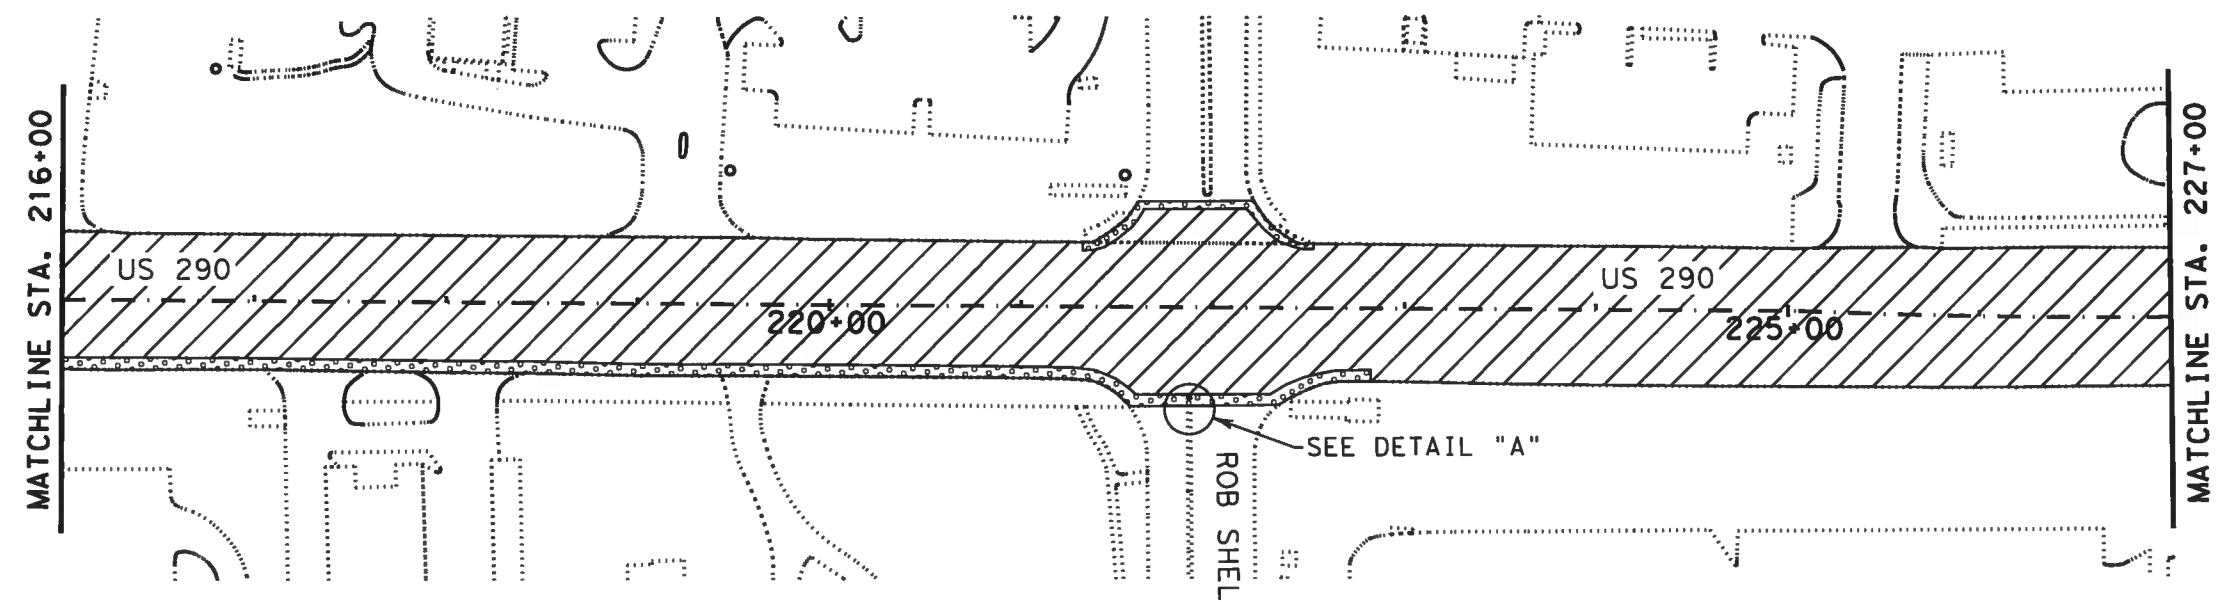 MATCHLINE STA. 216+00
US 290
220+00
US 290
225+00
SEE DETAIL "A"
ROB SHEL
MATCHLINE STA. 227+00